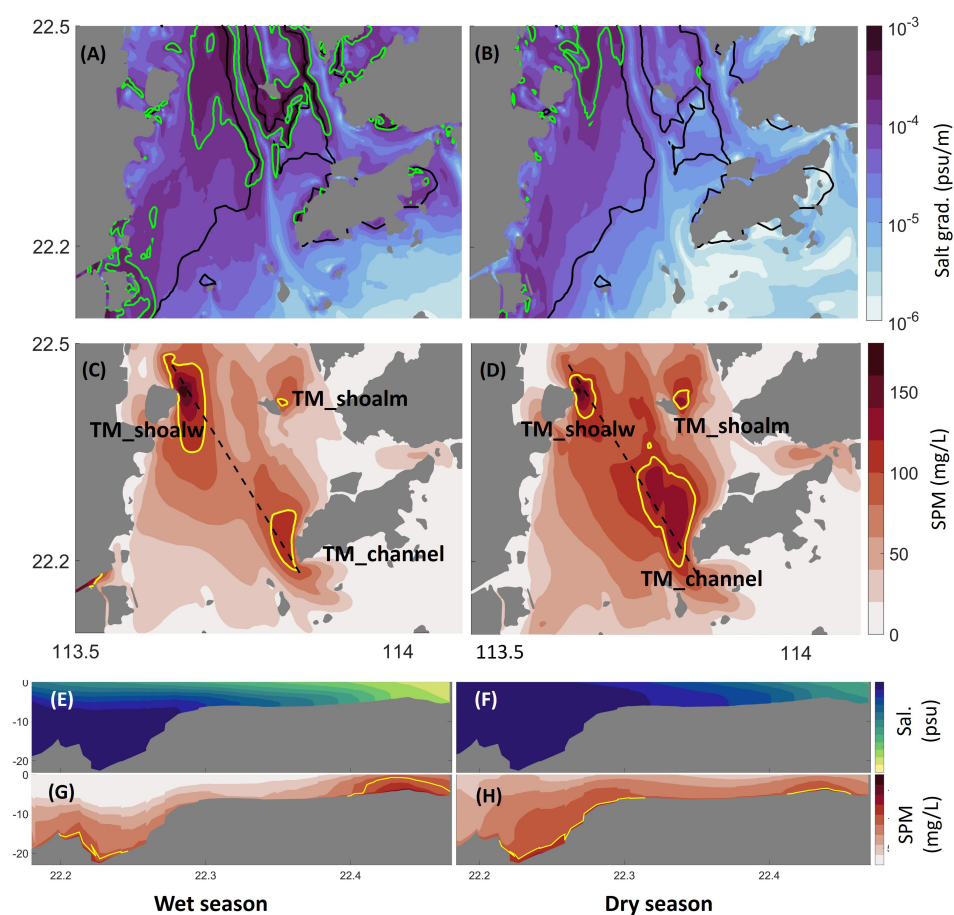 22.5
(A)
(B)
10-3
10-4
10-5
10-6
Salt grad. (psu/m)
22.2
22.5
(C)
TM_shoalm
TM_shoalw
TM_channel
22.2
113.5
114
(D)
TM_shoalw
TM_shoalm
TM_channel
113.5
114
150
100
50
0
SPM (mg/L)
0
-10
-20
(E)
(F)
Sal.
(psu)
0
-10
-20
(G)
(H)
SPM
(mg/L)
22.2
22.3
22.4
22.2
22.3
22.4
Wet season
Dry season